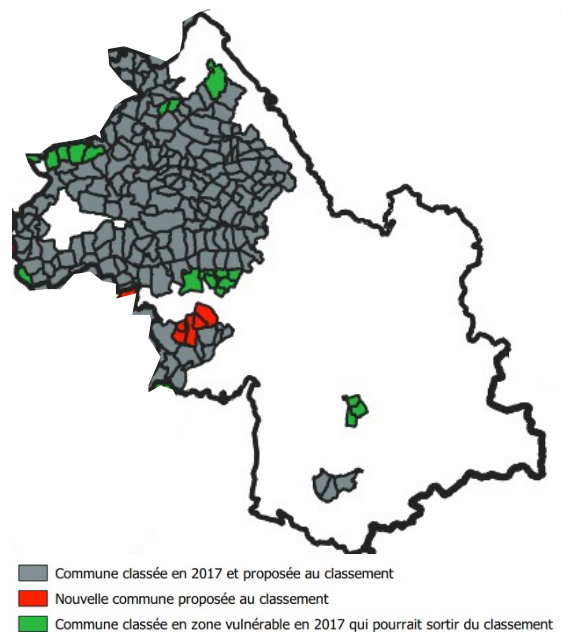 Commune classée en 2017 et proposée au classement
Nouvelle commune proposée au classement
Commune classée en zone vulnérable en 2017 qui pourrait sortir du classement